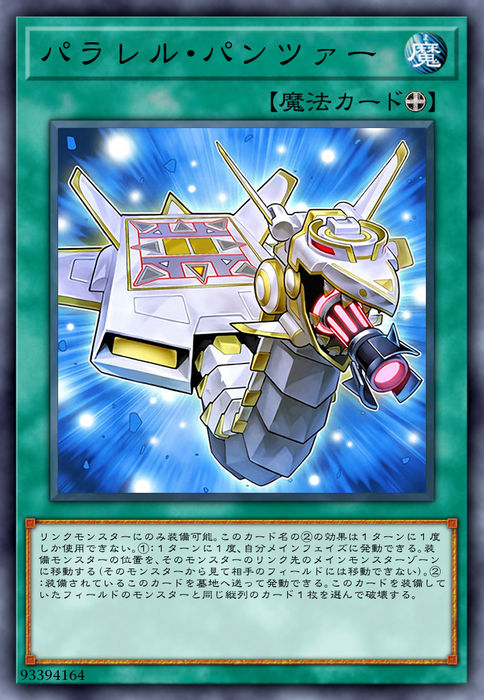 パラレル・パンツァー
魔
【魔法カード】
リンクモンスターにのみ装備可能。このカード名の②の効果は１ターンに１度
しか使用できない。①：１ターンに１度、自分メインフェイズに発動できる。装
備モンスターの位置を、そのモンスターのリンク先のメインモンスターゾーン
に移動する（そのモンスターから見て相手のフィールドには移動できない）。②
：装備されているこのカードを墓地へ送って発動できる。このカードを装備して
いたフィールドのモンスターと同じ縦列のカード１枚を選んで破壊する。
93394164